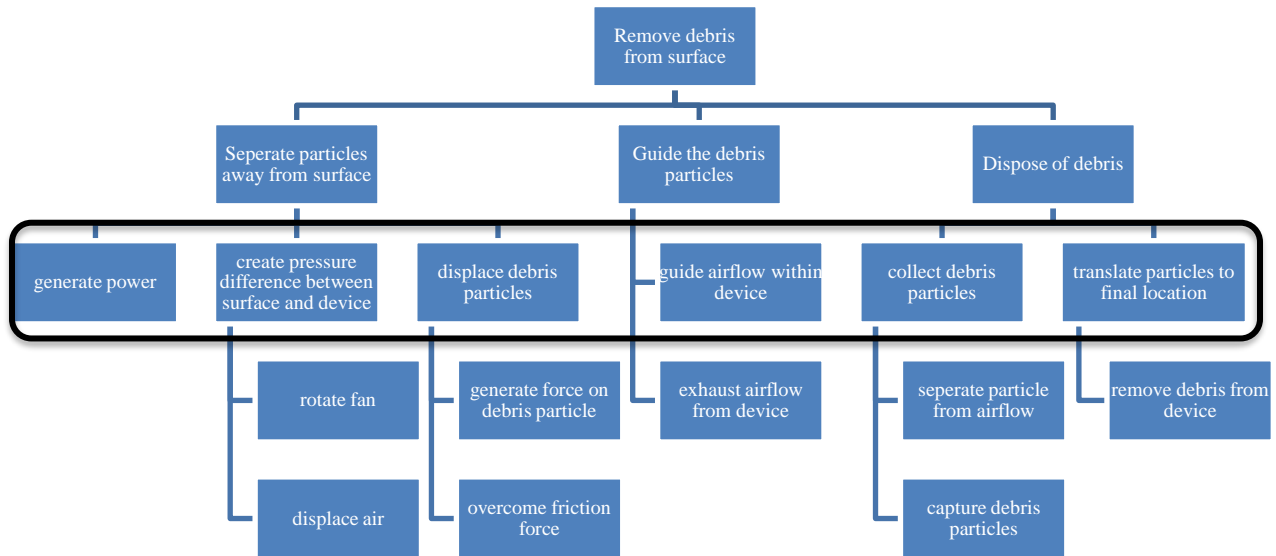 Remove debris
from surface
Seperate particles
away from surface
Guide the debris
particles
Dispose of debris
generate power
create pressure
difference between
surface and device
displace debris
particles
guide airflow within
device
collect debris
particles
translate particles to
final location
rotate fan
generate force on
debris particle
exhaust airflow
from device
seperate particle
from airflow
remove debris from
device
displace air
overcome friction
force
capture debris
particles